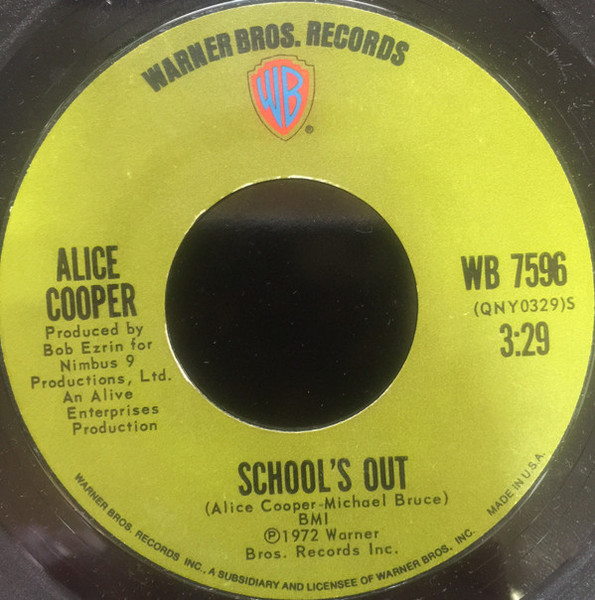 WARNER BROS. RECORDS
WB
®
ALICE
COOPER
Produced by
Bob Ezrin for
Nimbus 9
Productions, Ltd.
An Alive
Enterprises
Production
WB 7596
(QNY0329)S
3:29
SCHOOL'S OUT
(Alice Cooper-Michael Bruce)
BMI
℗1972 Warner
Bros. Records Inc.
WARNER BROS. RECORDS INC., A SUBSIDIARY AND LICENSEE OF WARNER BROS. INC.
MADE IN U.S.A.